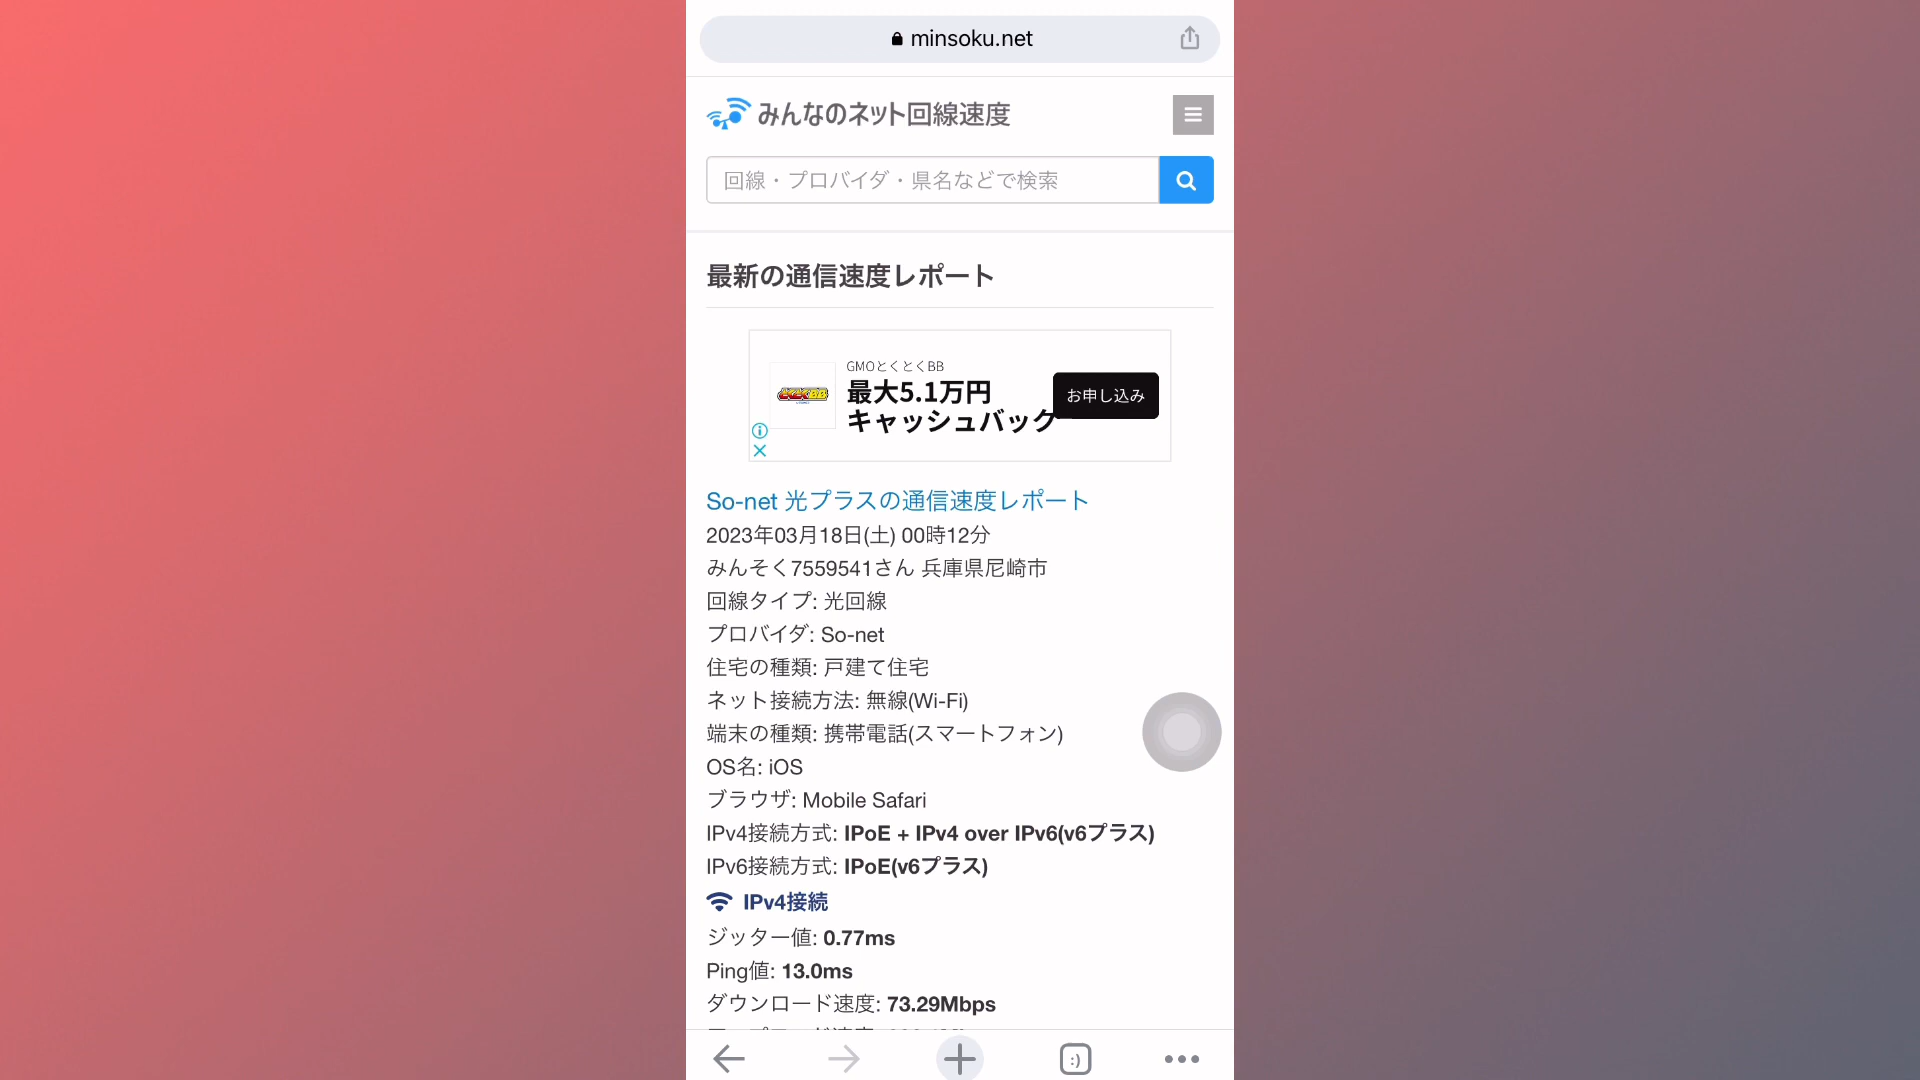 minsoku.net
みんなのネット回線速度
回線・プロバイダ・県名などで検索
最新の通信速度レポート
GMOとくとくBB
最大5.1万円
キャッシュバック
お申し込み
So-net 光プラスの通信速度レポート
2023年03月18日(土) 00時12分
みんそく7559541さん 兵庫県尼崎市
回線タイプ: 光回線
プロバイダ: So-net
住宅の種類: 戸建て住宅
ネット接続方法: 無線(Wi-Fi)
端末の種類: 携帯電話(スマートフォン)
OS名: iOS
ブラウザ: Mobile Safari
IPv4接続方式: IPoE + IPv4 over IPv6(v6プラス)
IPv6接続方式: IPoE(v6プラス)
IPv4接続
ジッター値: 0.77ms
Ping値: 13.0ms
ダウンロード速度: 73.29Mbps
:)